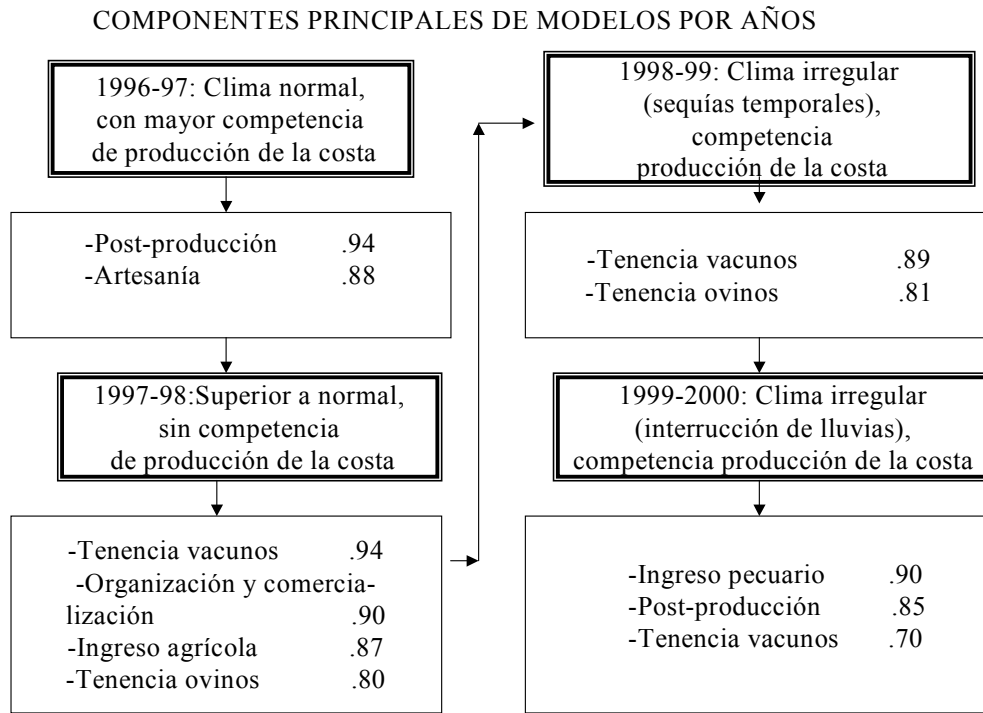 COMPONENTES PRINCIPALES DE MODELOS POR AÑOS
1996-97: Clima normal,
con mayor competencia
de producción de la costa
-Post-producción .94
-Artesanía .88
1997-98:Superior a normal,
sin competencia
de producción de la costa
-Tenencia vacunos .94
-Organización y comercia-
lización .90
-Ingreso agrícola .87
-Tenencia ovinos .80
1998-99: Clima irregular
(sequías temporales),
competencia
producción de la costa
-Tenencia vacunos .89
-Tenencia ovinos .81
1999-2000: Clima irregular
(interrucción de lluvias),
competencia producción de la costa
-Ingreso pecuario .90
-Post-producción .85
-Tenencia vacunos .70